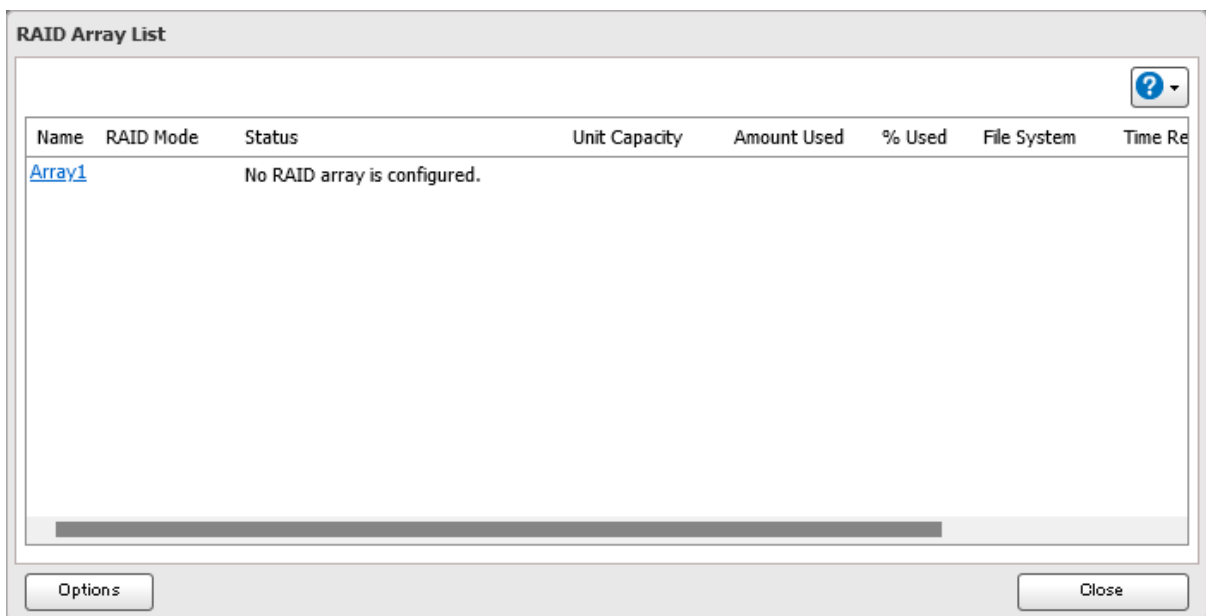 RAID Array List
?
Name RAID Mode Status Unit Capacity Amount Used % Used File System Time Re
Array1 No RAID array is configured.
Options Close